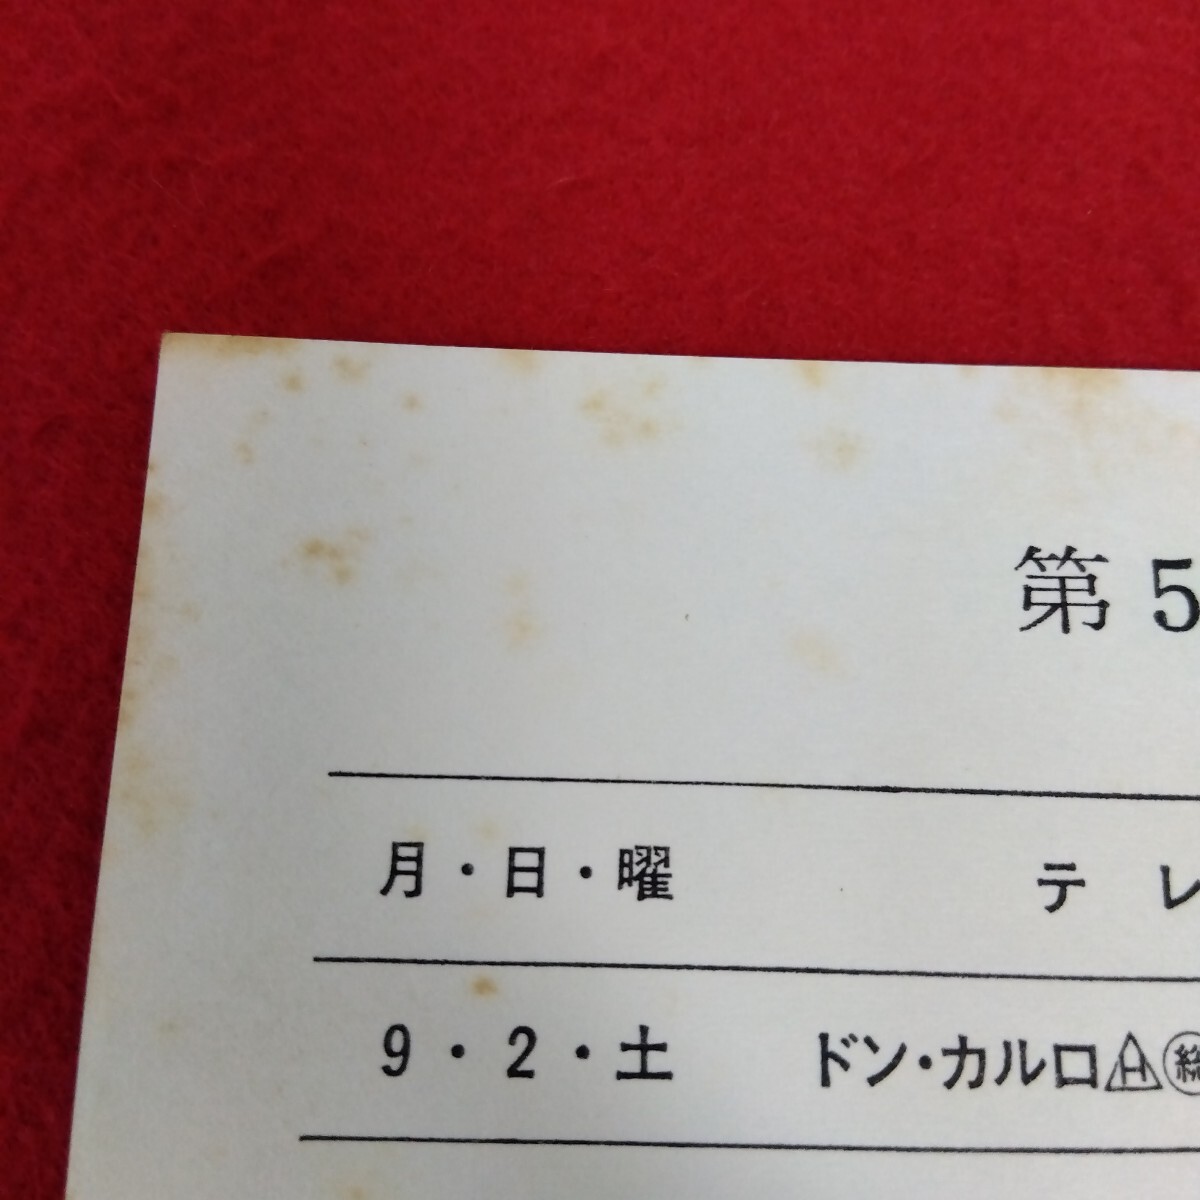 第5
月・日・曜 テレ
9・2・土 ドン・カルロ